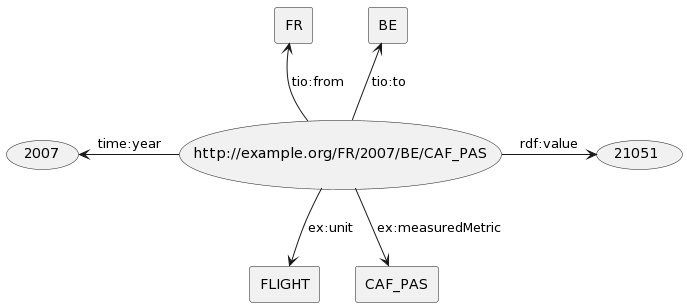 FR
BE
tio:from
tio:to
2007
time:year
http://example.org/FR/2007/BE/CAF_PAS
rdf:value
21051
ex:unit
ex:measuredMetric
FLIGHT
CAF_PAS